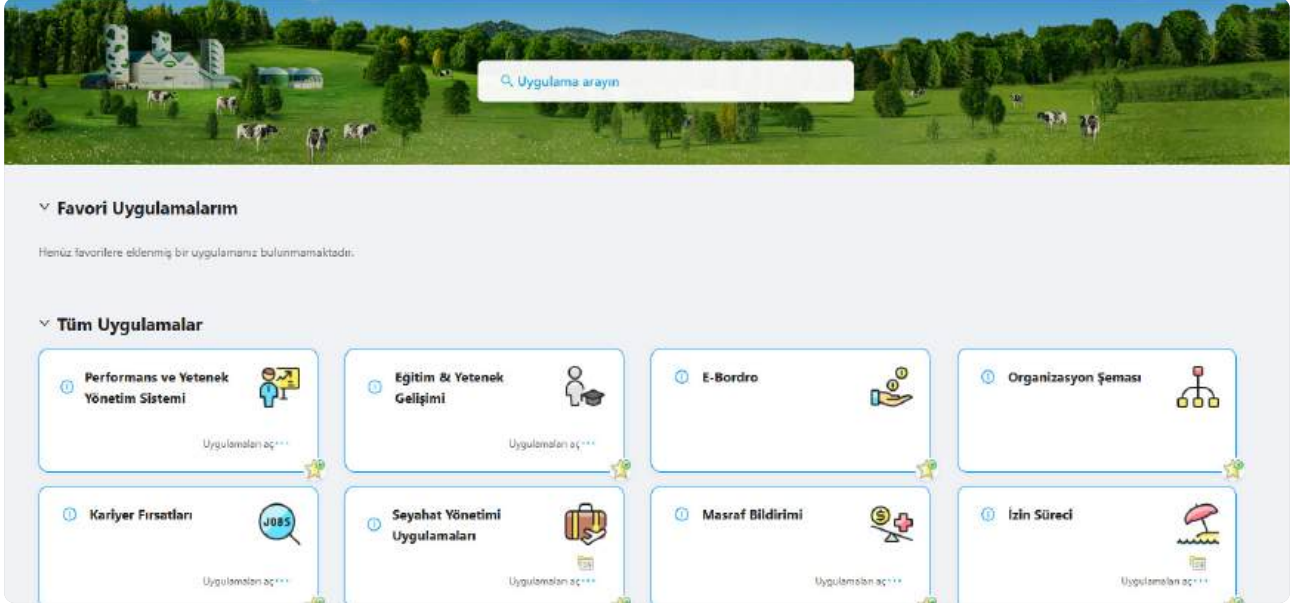 Uygulama arayın
Favori Uygulamalarım
Henüz favorilere eklenmiş bir uygulamanız bulunmamaktadır.
Tüm Uygulamalar
Performans ve Yetenek
Yönetim Sistemi
Uygulamaları aç
Eğitim & Yetenek
Gelişimi
Uygulamaları aç
E-Bordro
Organizasyon Şeması
Kariyer Fırsatları
JOBS
Uygulamaları aç
Seyahat Yönetimi
Uygulamaları
Uygulamaları aç
Masraf Bildirimi
Uygulamaları aç
İzin Süreci
Uygulamaları aç